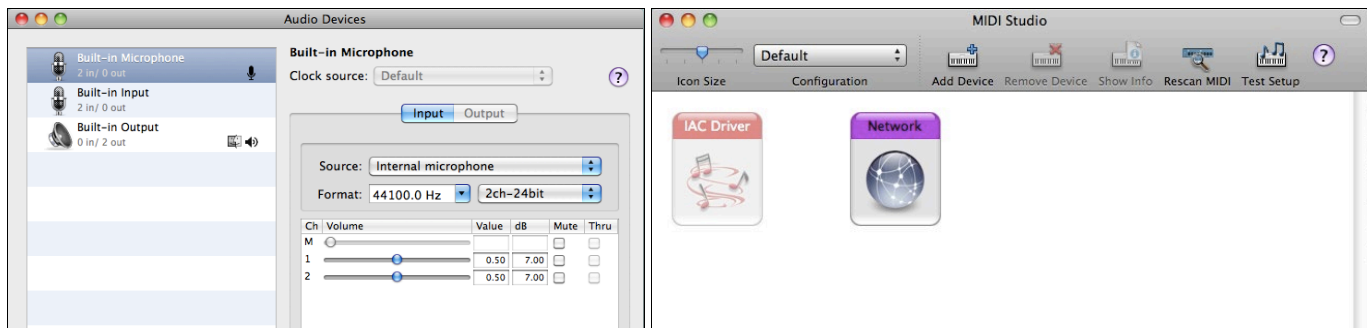 Audio Devices
Built-in Microphone
2 in/ 0 out
Built-in Input
2 in/ 0 out
Built-in Output
0 in/ 2 out
Built-in Microphone
Clock source: Default
?
Input Output
Source: Internal microphone
Format: 44100.0 Hz 2ch-24bit
Ch Volume Value dB Mute Thru
M
1 0.50 7.00
2 0.50 7.00
MIDI Studio
Default
?
Icon Size Configuration Add Device Remove Device Show Info Rescan MIDI Test Setup
IAC Driver Network